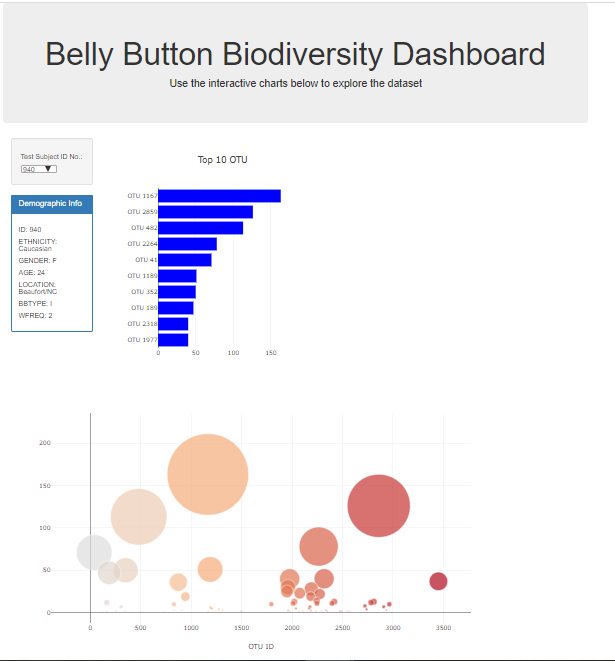 Belly Button Biodiversity Dashboard
Use the interactive charts below to explore the dataset
Test Subject ID No.:
940
Demographic Info
ID: 940
ETHNICITY:
Caucasian
GENDER: F
AGE: 24
LOCATION:
Beaufort/NC
BBTYPE: I
WFREQ: 2
Top 10 OTU
OTU 1167
OTU 2859
OTU 482
OTU 2264
OTU 41
OTU 1189
OTU 352
OTU 189
OTU 2318
OTU 1977
0 50 100 150
200
150
100
50
0
0 500 1000 1500 2000 2500 3000 3500
OTU ID